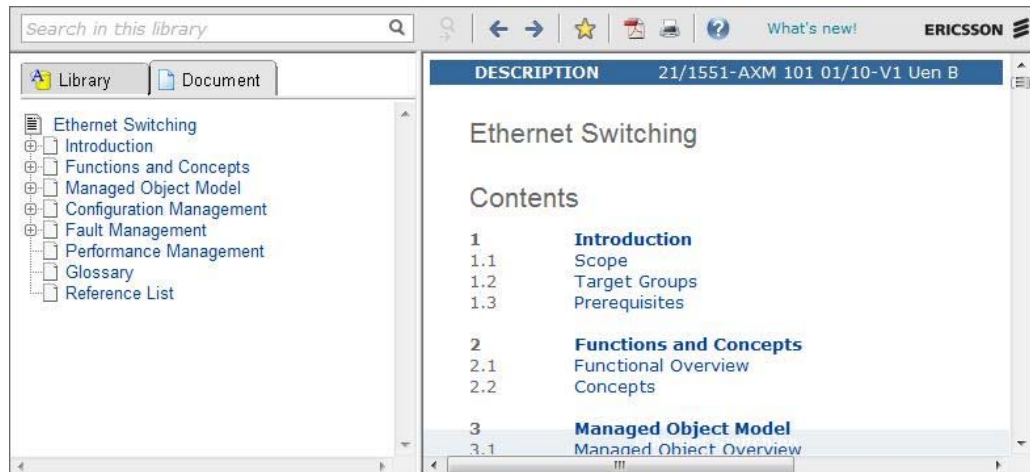 Search in this library
What's new!
ERICSSON
Library
Document
Ethernet Switching
Introduction
Functions and Concepts
Managed Object Model
Configuration Management
Fault Management
Performance Management
Glossary
Reference List
DESCRIPTION 21/1551-AXM 101 01/10-V1 Uen B
Ethernet Switching
Contents
1 Introduction
1.1 Scope
1.2 Target Groups
1.3 Prerequisites
2 Functions and Concepts
2.1 Functional Overview
2.2 Concepts
3 Managed Object Model
3.1 Managed Object Overview